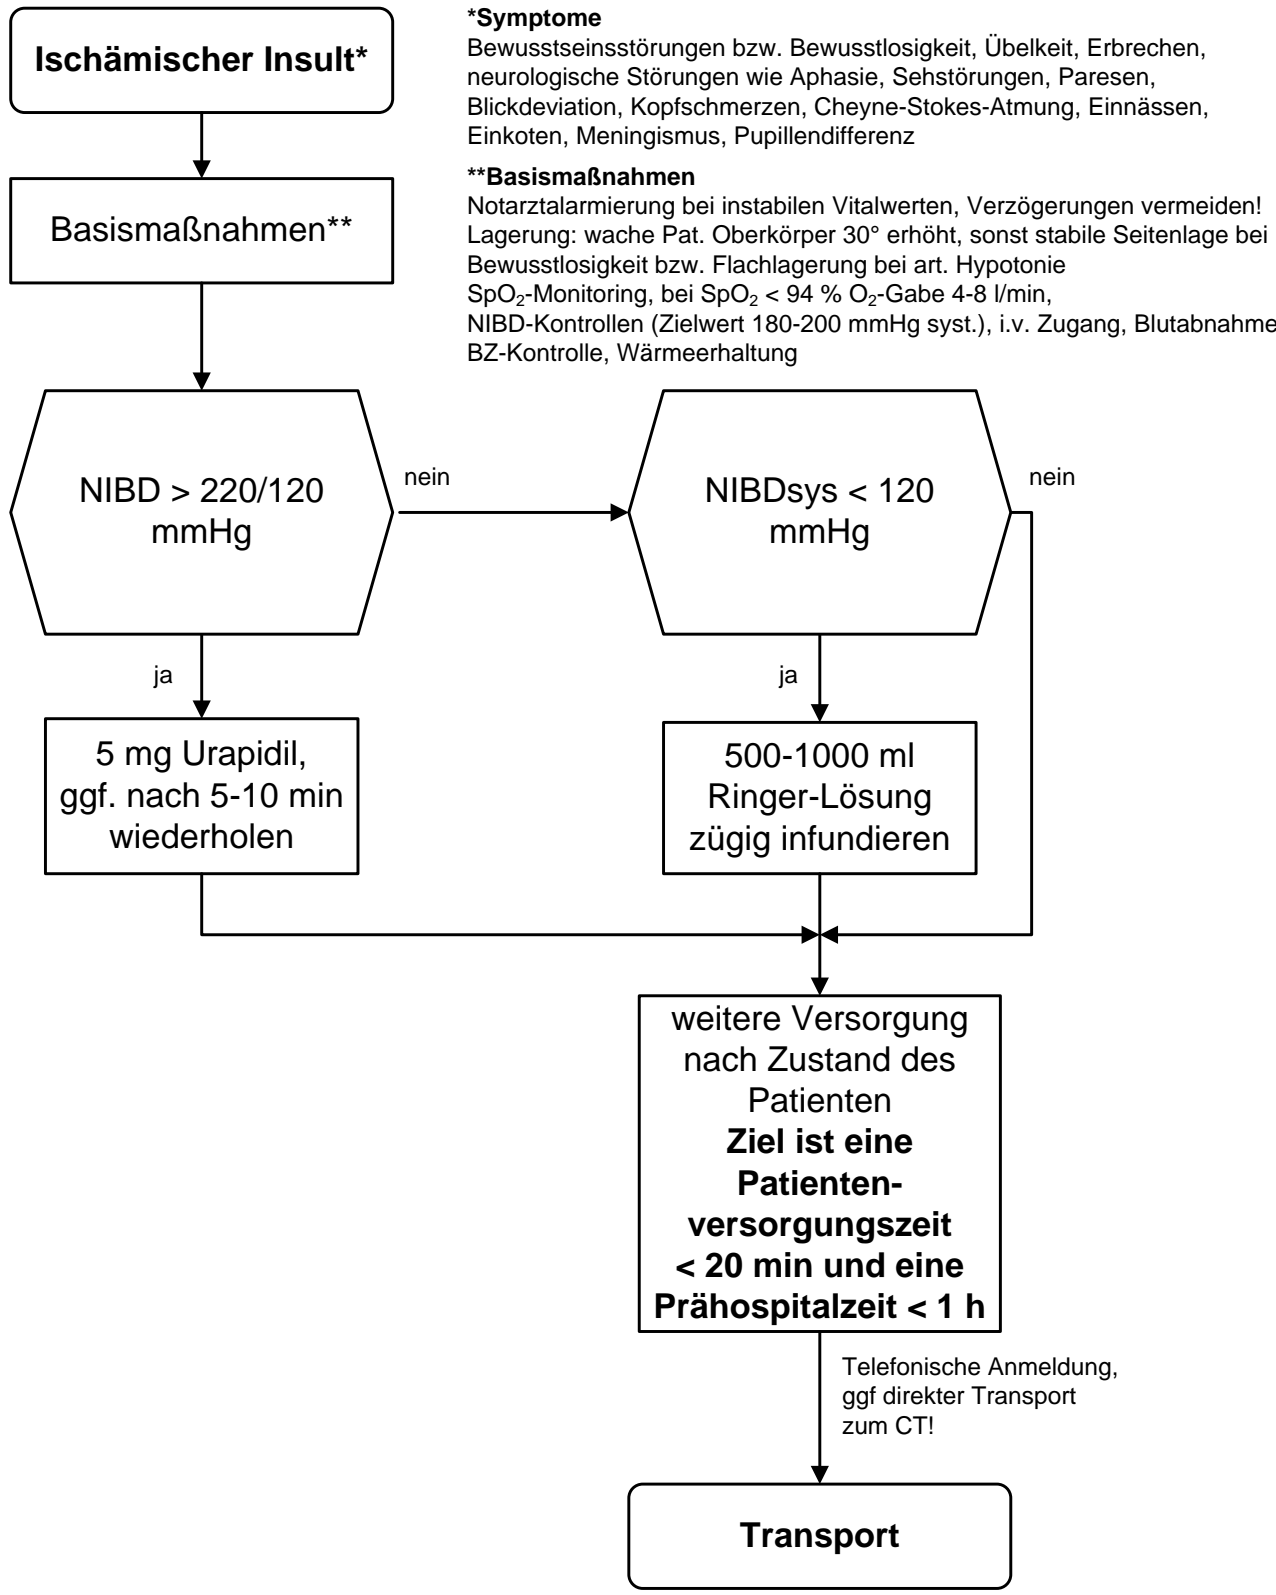 Ischämischer Insult*
*Symptome
Bewusstseinsstörungen bzw. Bewusstlosigkeit, Übelkeit, Erbrechen,
neurologische Störungen wie Aphasie, Sehstörungen, Paresen,
Blickdeviation, Kopfschmerzen, Cheyne-Stokes-Atmung, Einnässen,
Einkoten, Meningismus, Pupillendifferenz
Basismaßnahmen**
**Basismaßnahmen
Notarztalarmierung bei instabilen Vitalwerten, Verzögerungen vermeiden!
Lagerung: wache Pat. Oberkörper 30° erhöht, sonst stabile Seitenlage bei
Bewusstlosigkeit bzw. Flachlagerung bei art. Hypotonie
SpO₂-Monitoring, bei SpO₂ < 94 % O₂-Gabe 4-8 l/min,
NIBD-Kontrollen (Zielwert 180-200 mmHg syst.), i.v. Zugang, Blutabnahme
BZ-Kontrolle, Wärmeerhaltung
NIBD > 220/120
mmHg
nein
NIBDsys < 120
mmHg
nein
ja
ja
5 mg Urapidil,
ggf. nach 5-10 min
wiederholen
500-1000 ml
Ringer-Lösung
zügig infundieren
weitere Versorgung
nach Zustand des
Patienten
Ziel ist eine
Patienten-
versorgungszeit
< 20 min und eine
Prähospitalzeit < 1 h
Telefonische Anmeldung,
ggf direkter Transport
zum CT!
Transport